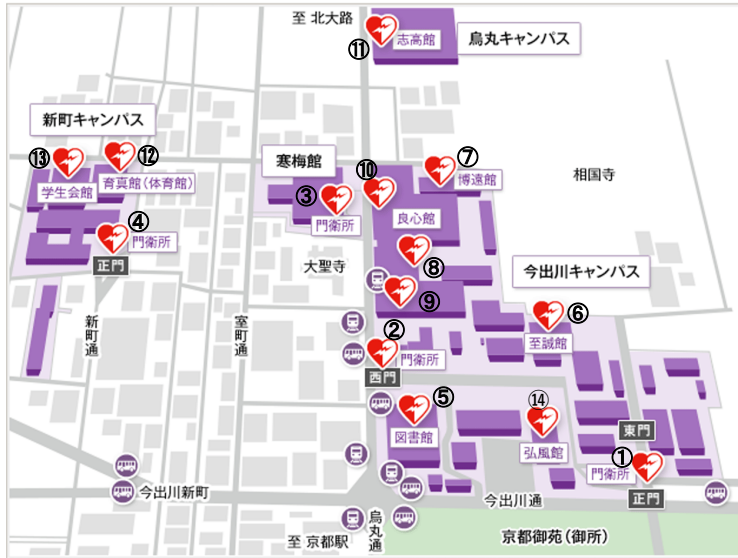 至 北大路
⑪
志高館
烏丸キャンパス
新町キャンパス
⑬
⑫
学生会館
育真館(体育館)
寒梅館
③
門衛所
⑩
⑦
博遠館
相国寺
④
門衛所
正門
良心館
大聖寺
⑧
今出川キャンパス
⑨
⑥
至誠館
新町通
室町通
②
門衛所
西門
⑤
図書館
⑭
弘風館
東門
①
門衛所
正門
今出川新町
今出川通
至 京都駅
烏丸通
京都御苑(御所)